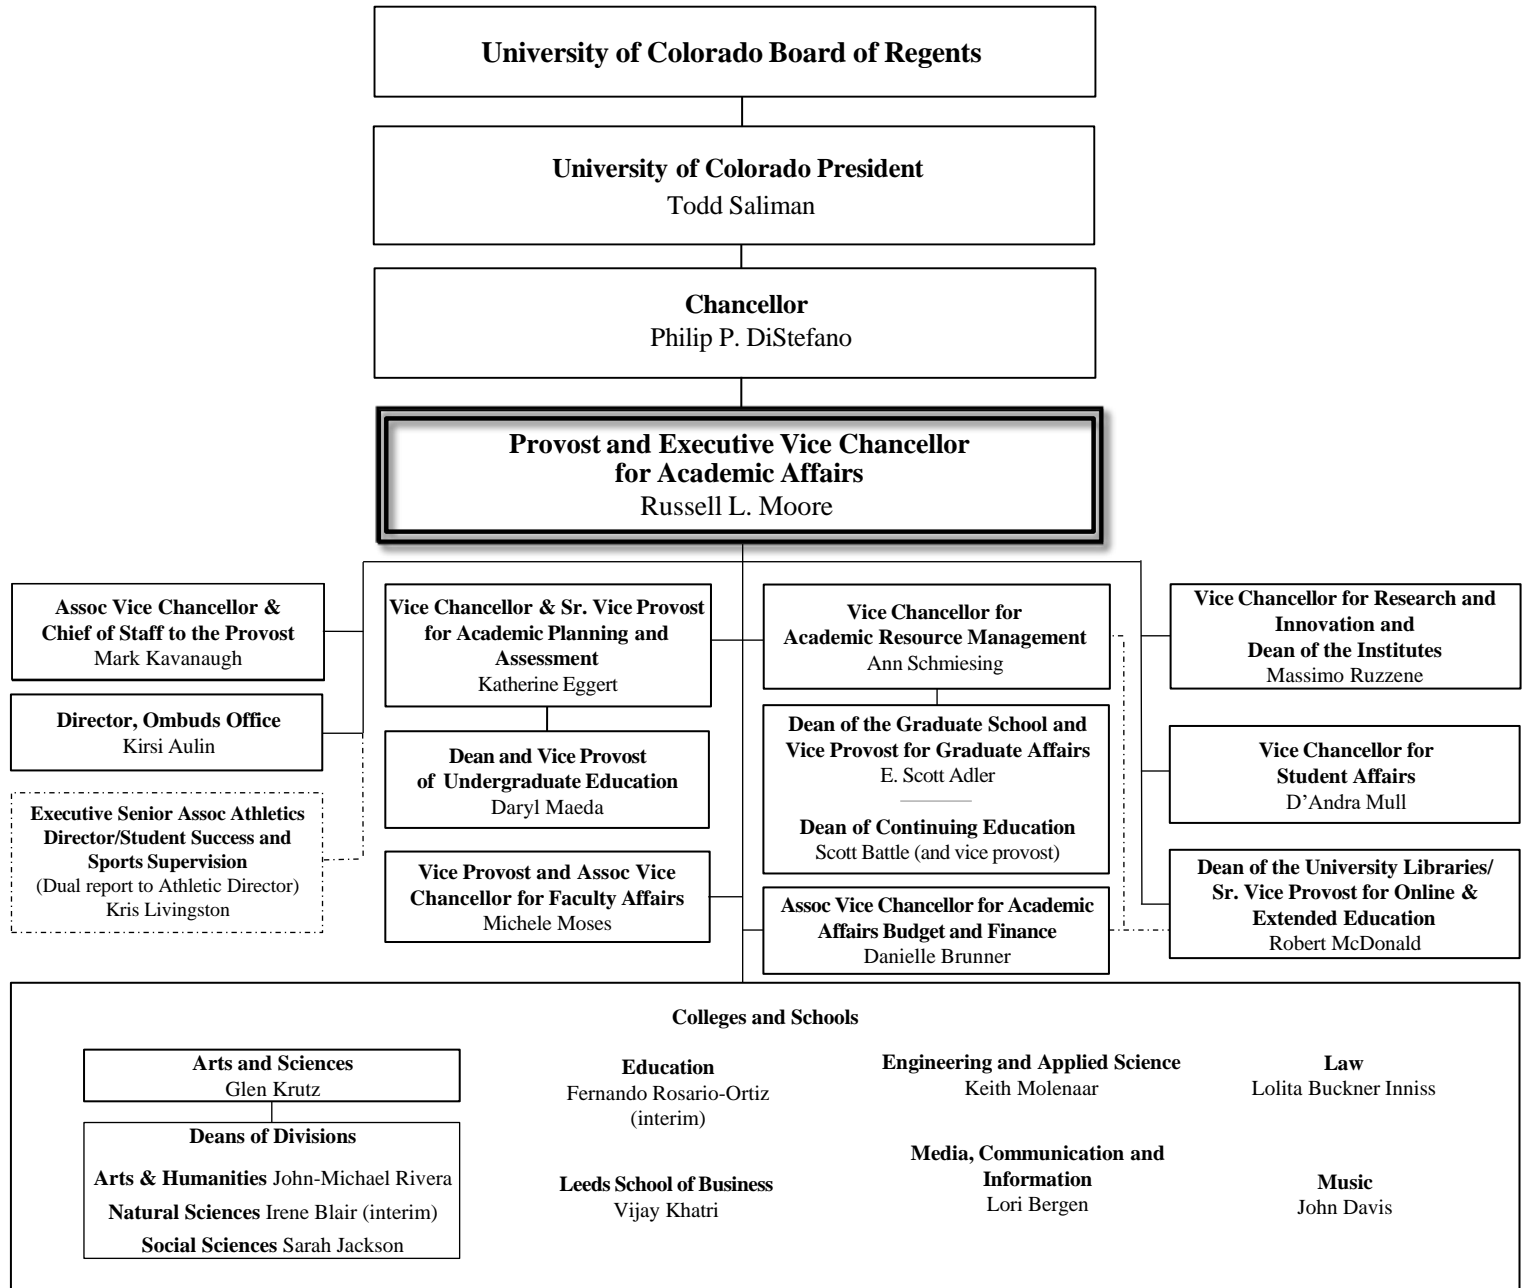 University of Colorado Board of Regents
University of Colorado President
Todd Saliman
Chancellor
Philip P. DiStefano
Provost and Executive Vice Chancellor
for Academic Affairs
Russell L. Moore
Assoc Vice Chancellor &
Chief of Staff to the Provost
Mark Kavanaugh
Director, Ombuds Office
Kirsi Aulin
Executive Senior Assoc Athletics
Director/Student Success and
Sports Supervision
(Dual report to Athletic Director)
Kris Livingston
Vice Chancellor & Sr. Vice Provost
for Academic Planning and
Assessment
Katherine Eggert
Dean and Vice Provost
of Undergraduate Education
Daryl Maeda
Vice Provost and Assoc Vice
Chancellor for Faculty Affairs
Michele Moses
Vice Chancellor for
Academic Resource Management
Ann Schmiesing
Dean of the Graduate School and
Vice Provost for Graduate Affairs
E. Scott Adler
Dean of Continuing Education
Scott Battle (and vice provost)
Assoc Vice Chancellor for Academic
Affairs Budget and Finance
Danielle Brunner
Vice Chancellor for Research and
Innovation and
Dean of the Institutes
Massimo Ruzzene
Vice Chancellor for
Student Affairs
D’Andra Mull
Dean of the University Libraries/
Sr. Vice Provost for Online &
Extended Education
Robert McDonald
Colleges and Schools
Arts and Sciences
Glen Krutz
Deans of Divisions
Arts & Humanities John-Michael Rivera
Natural Sciences Irene Blair (interim)
Social Sciences Sarah Jackson
Education
Fernando Rosario-Ortiz
(interim)
Leeds School of Business
Vijay Khatri
Engineering and Applied Science
Keith Molenaar
Media, Communication and
Information
Lori Bergen
Law
Lolita Buckner Inniss
Music
John Davis